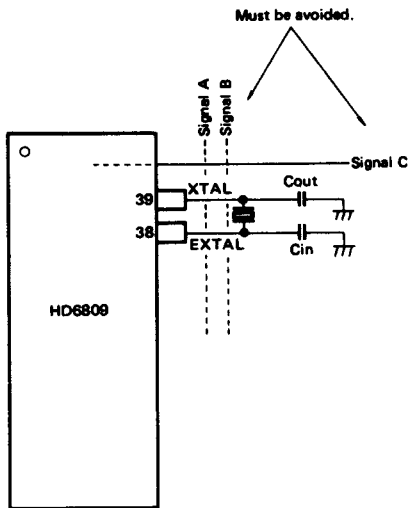 Must be avoided.
Signal A
Signal B
Signal C
39
XTAL
Cout
38
EXTAL
Cin
HD6809